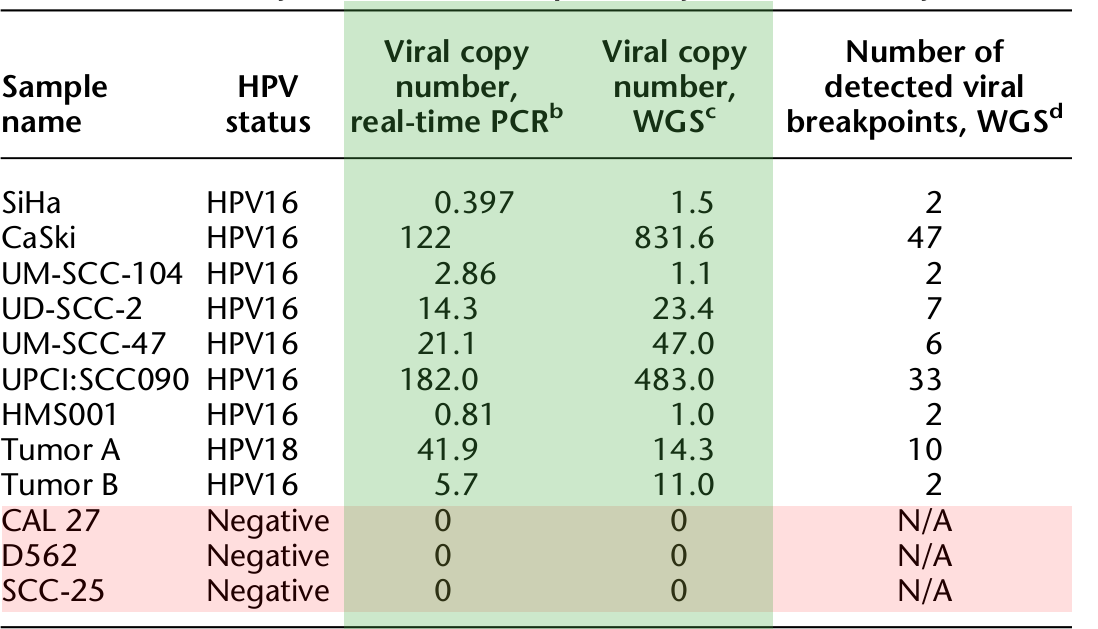 Sample name | HPV status | Viral copy number, real-time PCRb | Viral copy number, WGSc | Number of detected viral breakpoints, WGSd
SiHa HPV16 0.397 1.5 2
CaSki HPV16 122 831.6 47
UM-SCC-104 HPV16 2.86 1.1 2
UD-SCC-2 HPV16 14.3 23.4 7
UM-SCC-47 HPV16 21.1 47.0 6
UPCI:SCC090 HPV16 182.0 483.0 33
HMS001 HPV16 0.81 1.0 2
Tumor A HPV18 41.9 14.3 10
Tumor B HPV16 5.7 11.0 2
CAL 27 Negative 0 0 N/A
D562 Negative 0 0 N/A
SCC-25 Negative 0 0 N/A